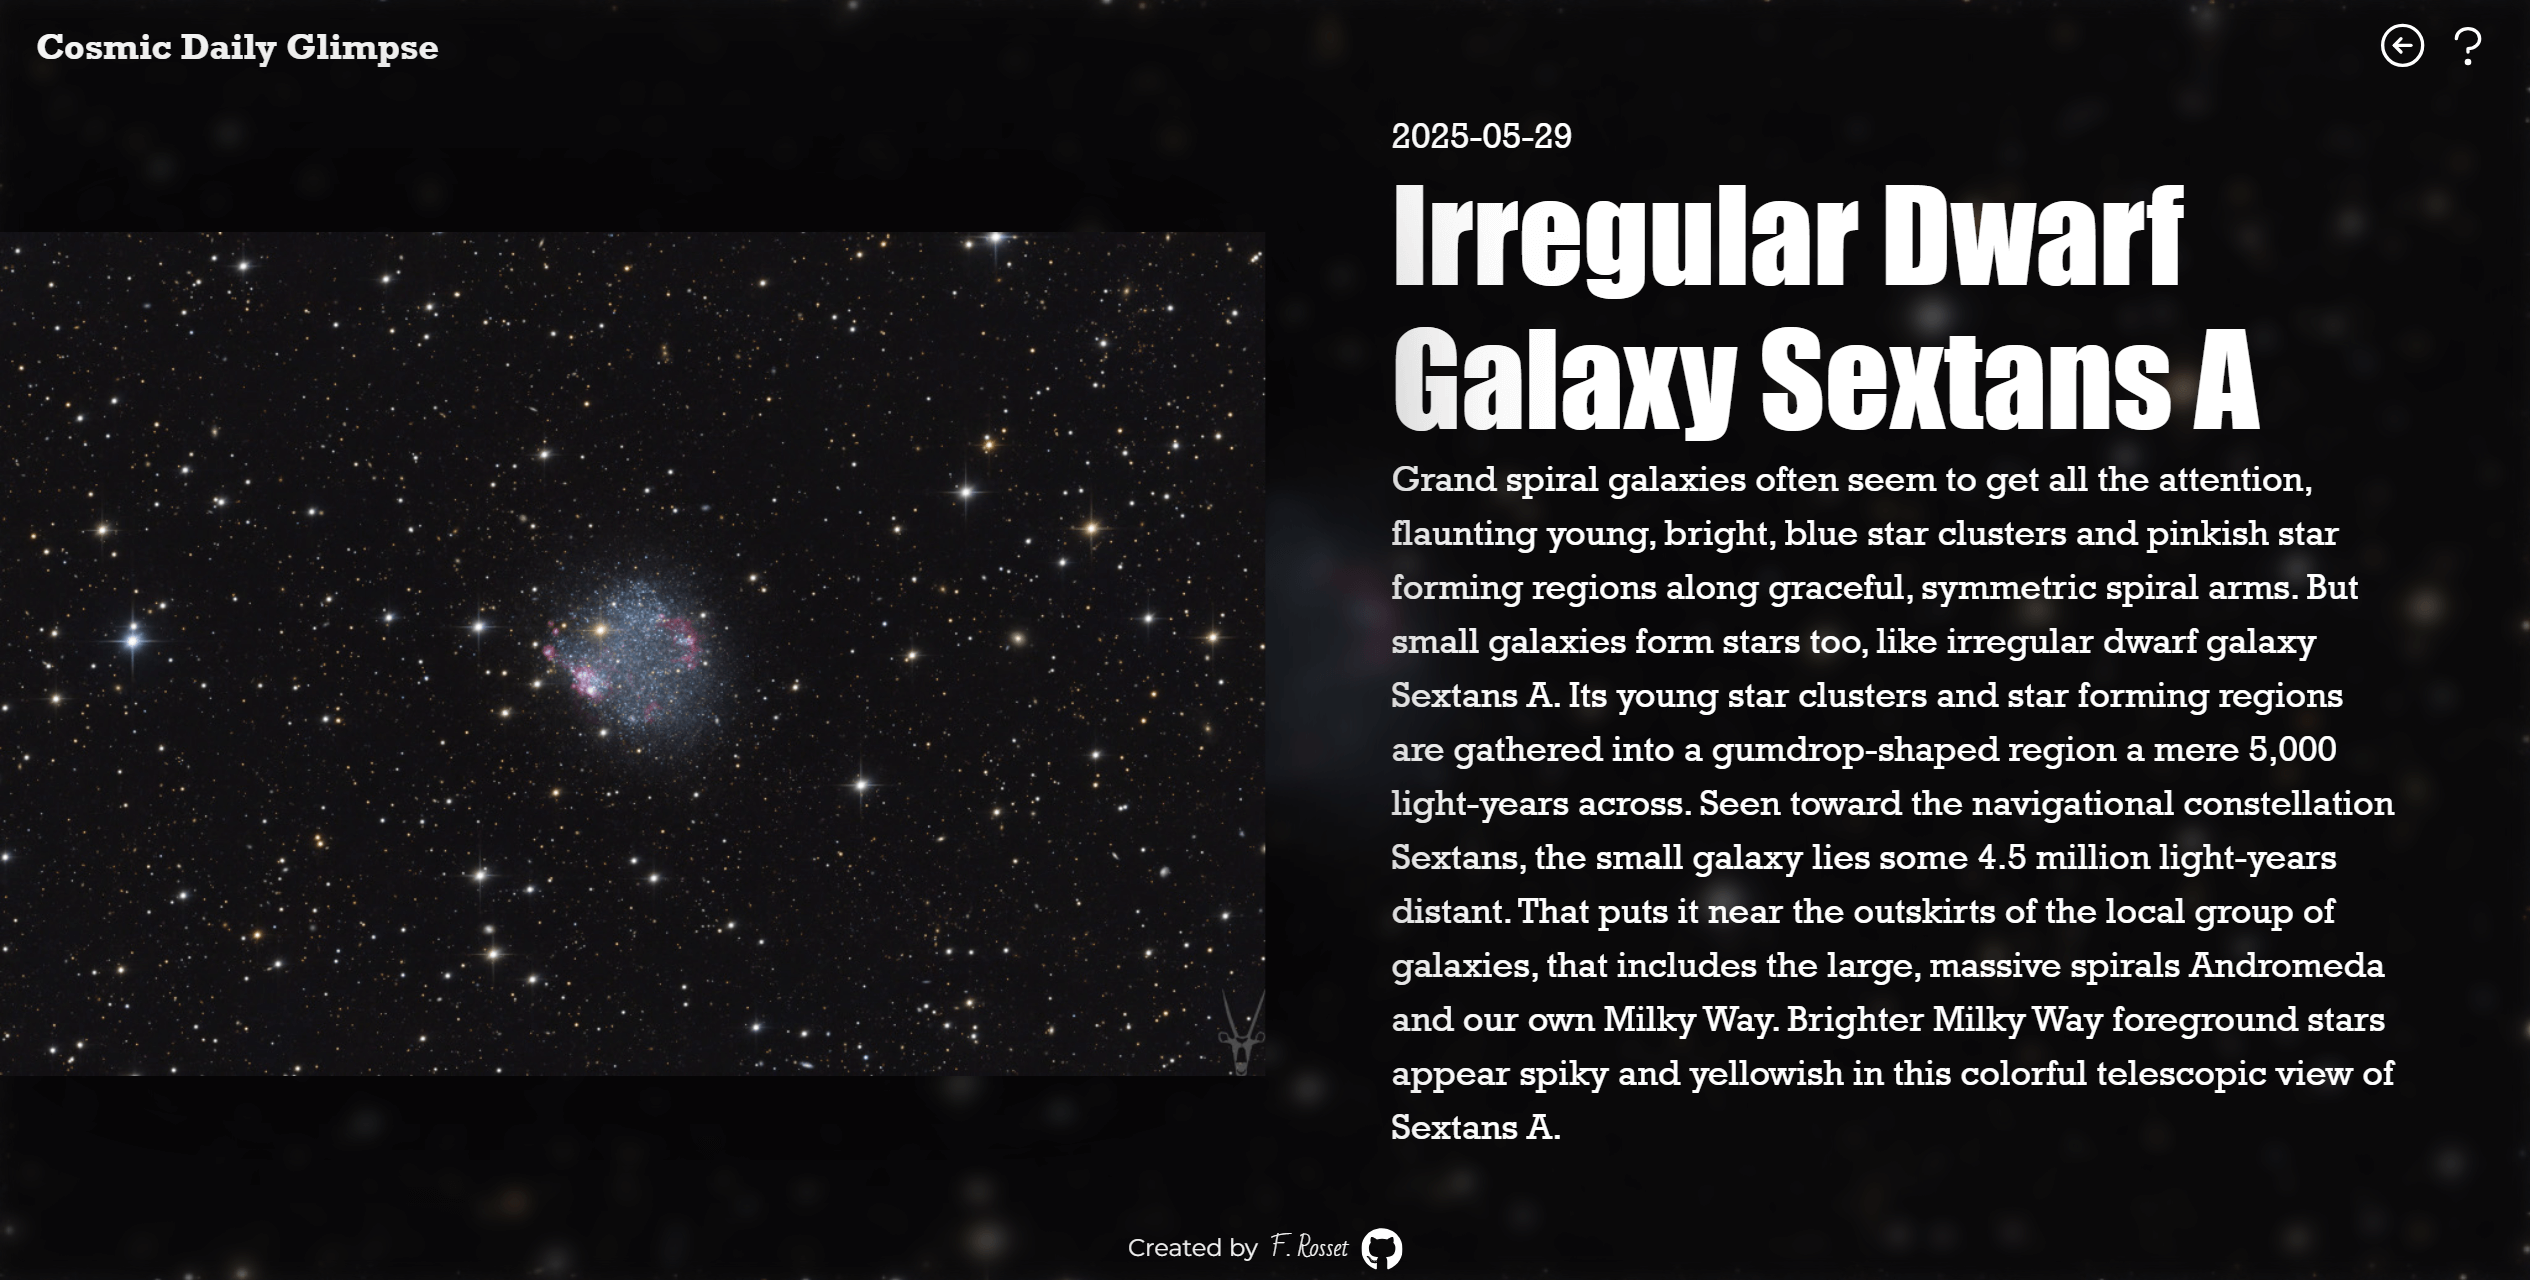 Cosmic Daily Glimpse
2025-05-29
Irregular Dwarf
Galaxy Sextans A
Grand spiral galaxies often seem to get all the attention,
flaunting young, bright, blue star clusters and pinkish star
forming regions along graceful, symmetric spiral arms. But
small galaxies form stars too, like irregular dwarf galaxy
Sextans A. Its young star clusters and star forming regions
are gathered into a gumdrop-shaped region a mere 5,000
light-years across. Seen toward the navigational constellation
Sextans, the small galaxy lies some 4.5 million light-years
distant. That puts it near the outskirts of the local group of
galaxies, that includes the large, massive spirals Andromeda
and our own Milky Way. Brighter Milky Way foreground stars
appear spiky and yellowish in this colorful telescopic view of
Sextans A.
Created by F. Rosset